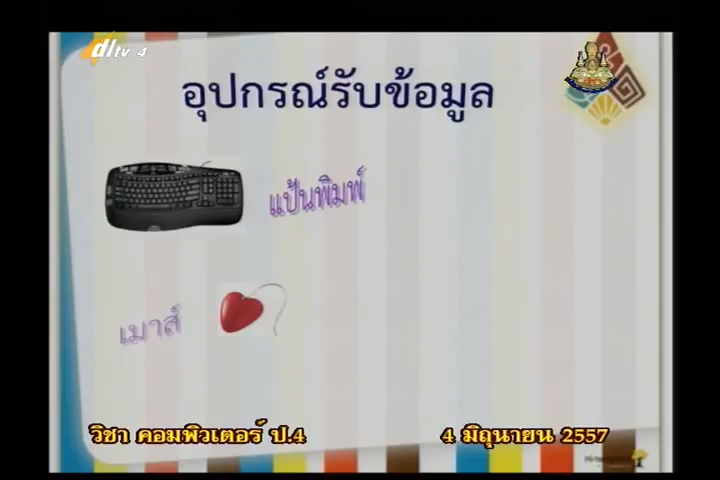 dltv 4
อุปกรณ์รับข้อมูล
แป้นพิมพ์
เมาส์
วิชา คอมพิวเตอร์ ป.4
4 มิถุนายน 2557